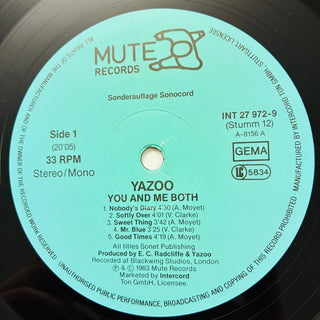 MUTE
RECORDS
Sonderauflage Sonocord
Side 1
(20'05)
33 RPM
Stereo/Mono
INT 27 972-9
(Stumm 12)
A-8156 A
GEMA
LC 5834
YAZOO
YOU AND ME BOTH
1. Nobody's Diary 4'30 (A. Moyet)
2. Softly Over 4'01 (V. Clarke)
3. Sweet Thing 3'42 (A. Moyet)
4. Mr. Blue 3'25 (V. Clarke)
5. Good Times 4'19 (A. Moyet)
All titles Sonet Publishing
Produced by E. C. Radcliffe & Yazoo
Recorded at Blackwing Studios, London
℗ © 1983 Mute Records
Marketed by Intercord
Ton GmbH, Licensee.
ALL RIGHTS OF THE MANUFACTURER AND OF THE OWNER OF THE RECORDED WORK RESERVED. UNAUTHORISED PUBLIC PERFORMANCE, BROADCASTING AND COPYING OF THIS RECORD PROHIBITED. MANUFACTURED BY INTERCORD TON GMBH, STUTTGART/LICENSEE.